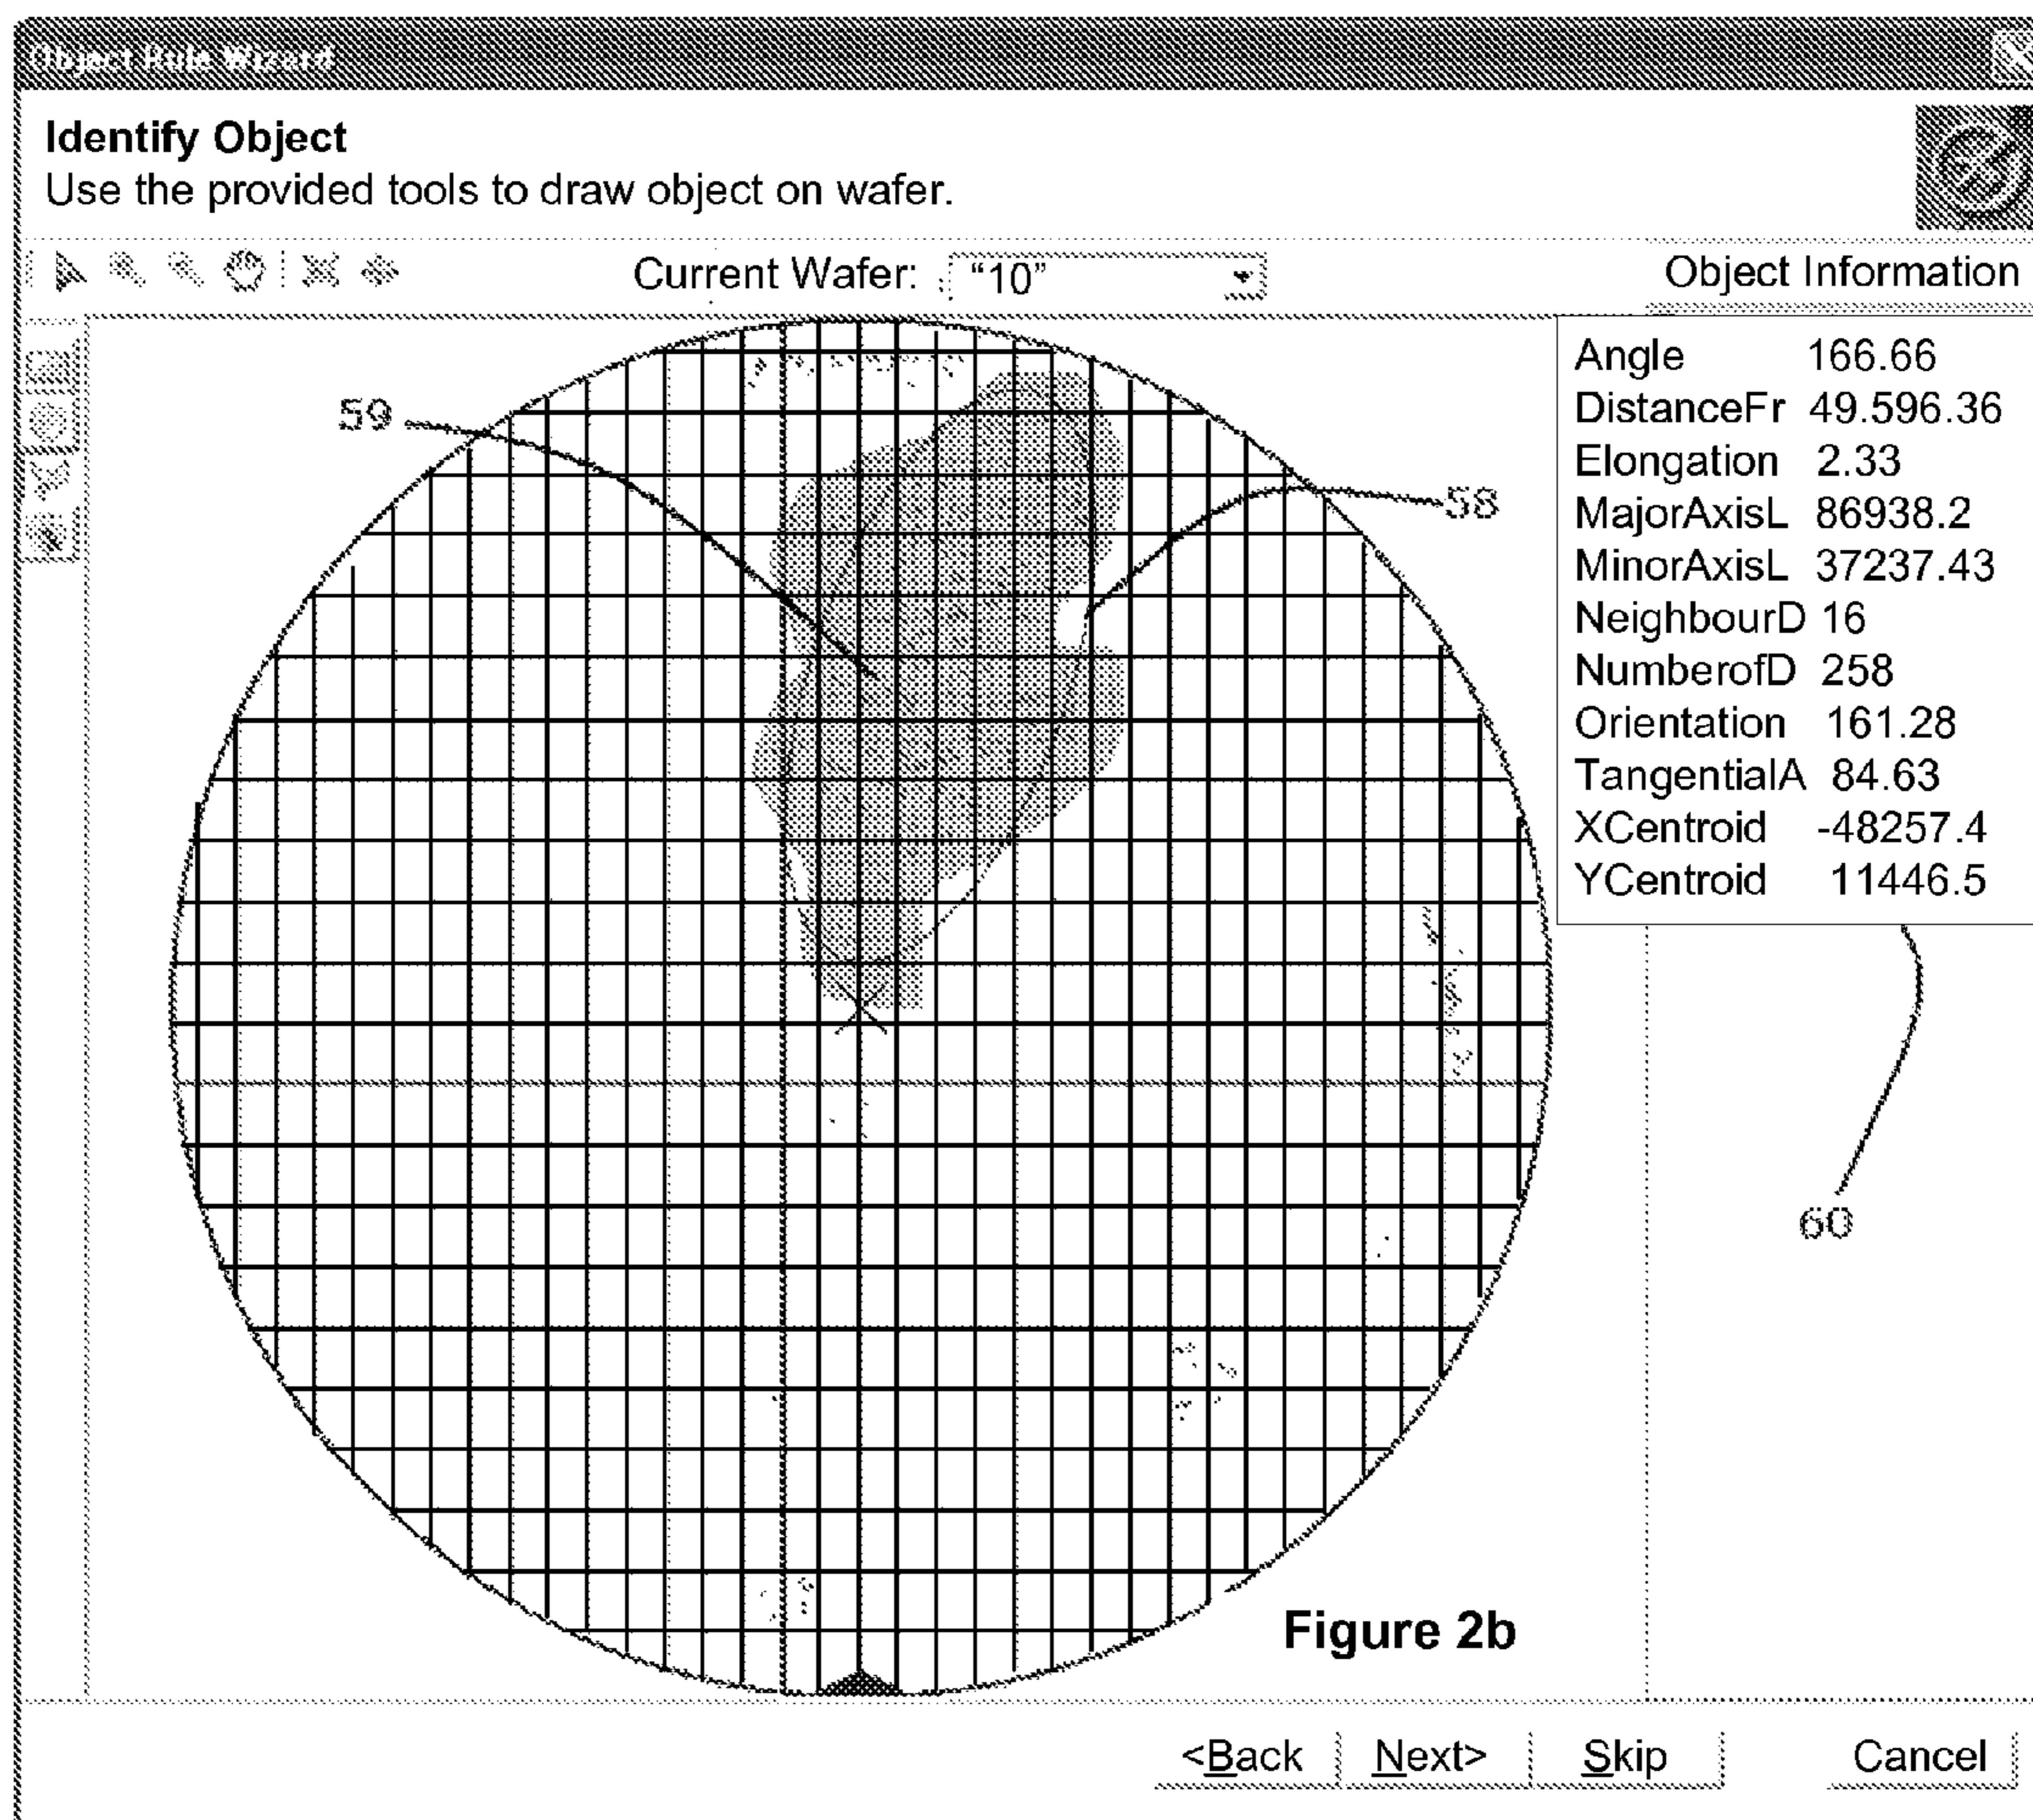 Object Rule Wizard
Identify Object
Use the provided tools to draw object on wafer.
Current Wafer: "10"
Object Information
59
58
Angle 166.66
DistanceFr 49.596.36
Elongation 2.33
MajorAxisL 86938.2
MinorAxisL 37237.43
NeighbourD 16
NumberofD 258
Orientation 161.28
TangentialA 84.63
XCentroid -48257.4
YCentroid 11446.5
60
Figure 2b
<Back Next> Skip Cancel